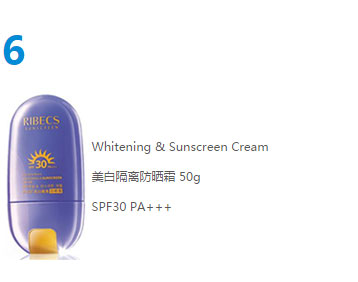 6
RIBECS
SUNSCREEN
30
Whitening & Sunscreen Cream
美白隔离防晒霜 50g
SPF30 PA+++